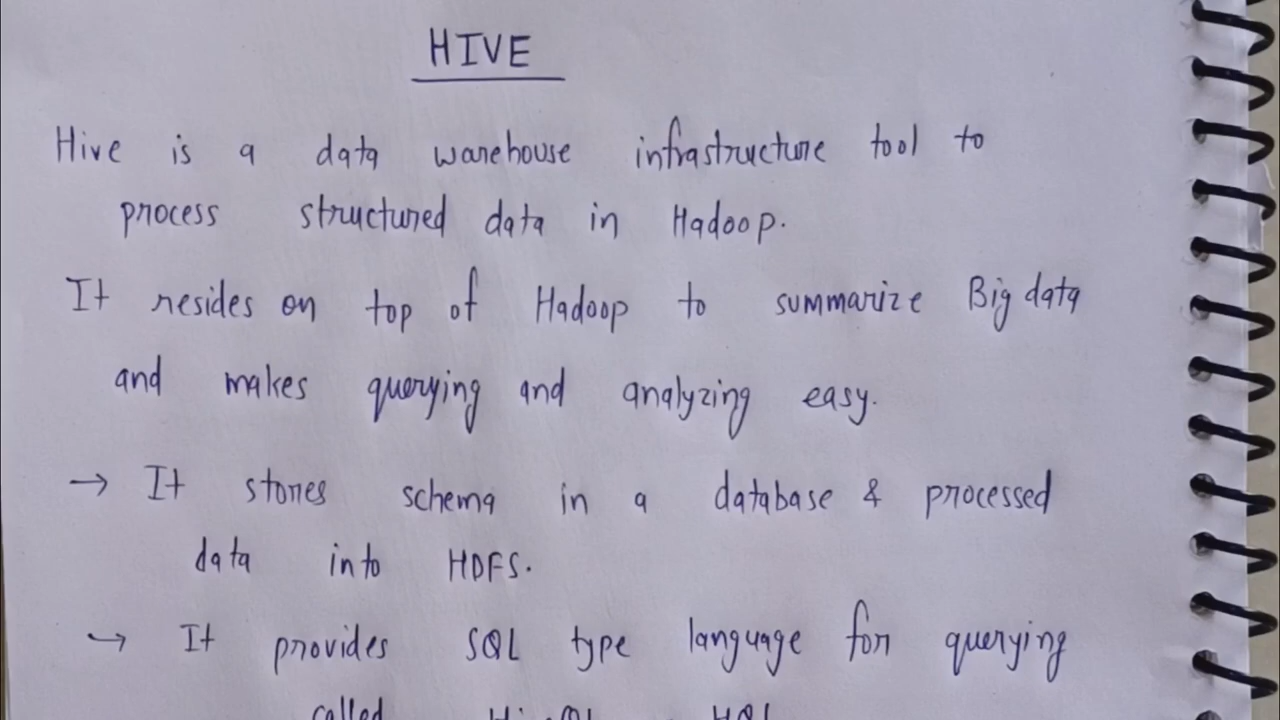 HIVE
Hive is a data warehouse infrastructure tool to
process structured data in Hadoop.
It resides on top of Hadoop to summarize Big data
and makes querying and analyzing easy.
→ It stores schema in a database & processed
data into HDFS.
→ It provides SQL type language for querying
called